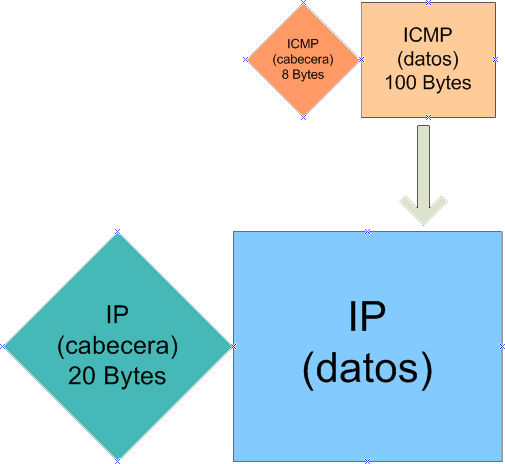 ICMP
(cabecera)
8 Bytes
ICMP
(datos)
100 Bytes
IP
(cabecera)
20 Bytes
IP
(datos)